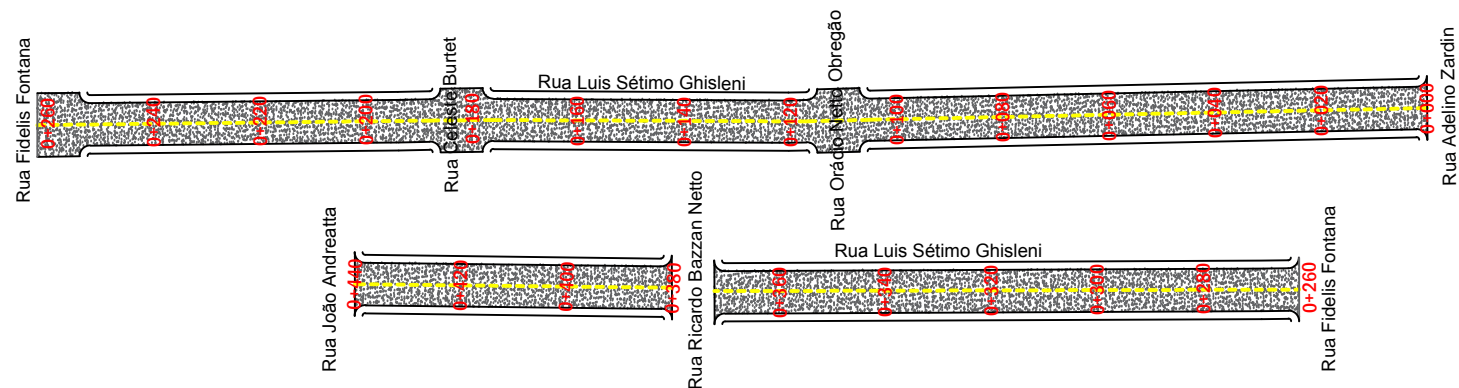 Rua Fidelis Fontana
0+260
0+240
0+220
0+200
Rua Celeste Burtet
0+180
Rua Luis Sétimo Ghisleni
0+160
0+140
0+120
Rua Orádio Natto Obregão
0+100
0+080
0+060
0+040
0+020
0+000
Rua Adelino Zardin
Rua João Andreatta
0+440
0+420
0+400
0+380
Rua Ricardo Bazzan Netto
Rua Luis Sétimo Ghisleni
0+360
0+340
0+320
0+300
0+280
0+260
Rua Fidelis Fontana